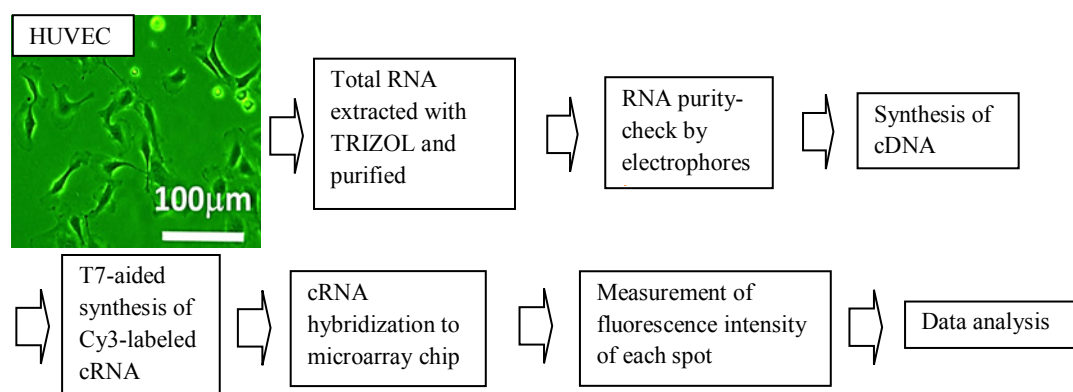 HUVEC
100µm
Total RNA
extracted with
TRIZOL and
purified
RNA purity-
check by
electrophores
Synthesis of
cDNA
T7-aided
synthesis of
Cy3-labeled
cRNA
cRNA
hybridization to
microarray chip
Measurement of
fluorescence intensity
of each spot
Data analysis